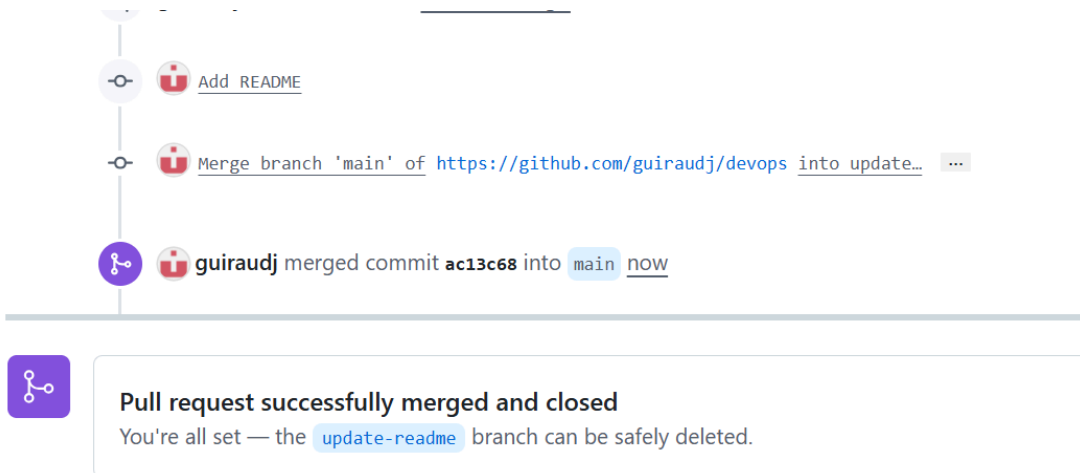 Add README
Merge branch 'main' of https://github.com/guiraudj/devops into update… ...
guiraudj merged commit ac13c68 into main now
Pull request successfully merged and closed
You're all set — the update-readme branch can be safely deleted.